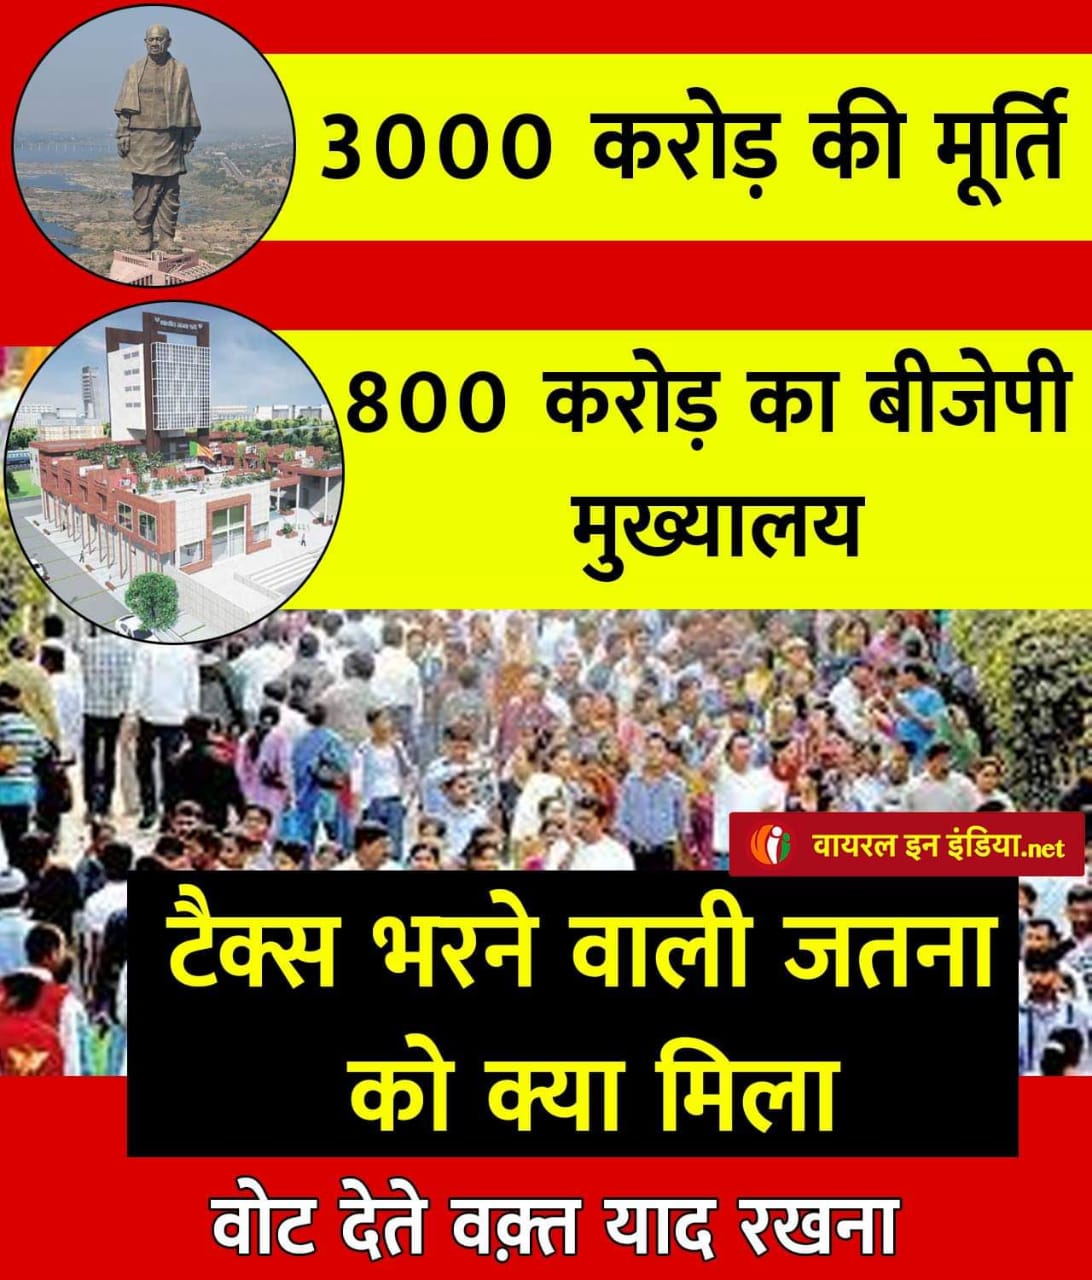 3000 करोड़ की मूर्ति
800 करोड़ का बीजेपी
मुख्यालय
वायरल इन इंडिया.net
टैक्स भरने वाली जतना
को क्या मिला
वोट देते वक़्त याद रखना